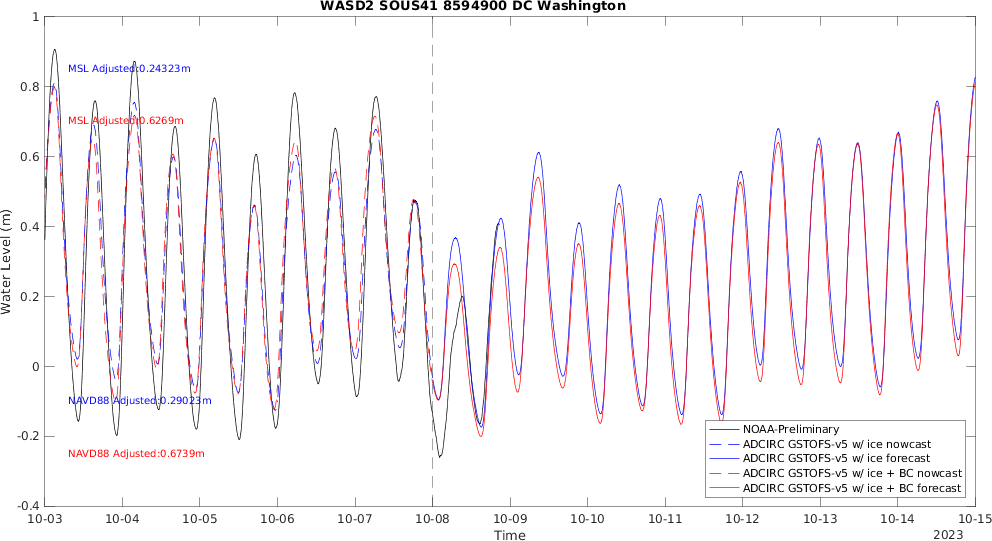 WASD2 SOUS41 8594900 DC Washington
1
0.8
0.6
0.4
0.2
0
-0.2
-0.4
Water Level (m)
MSL Adjusted:0.24323m
MSL Adjusted:0.6269m
NAVD88 Adjusted:0.29023m
NAVD88 Adjusted:0.6739m
NOAA-Preliminary
ADCIRC GSTOFS-v5 w/ ice nowcast
ADCIRC GSTOFS-v5 w/ ice forecast
ADCIRC GSTOFS-v5 w/ ice + BC nowcast
ADCIRC GSTOFS-v5 w/ ice + BC forecast
10-03 10-04 10-05 10-06 10-07 10-08 10-09 10-10 10-11 10-12 10-13 10-14 10-15
Time
2023